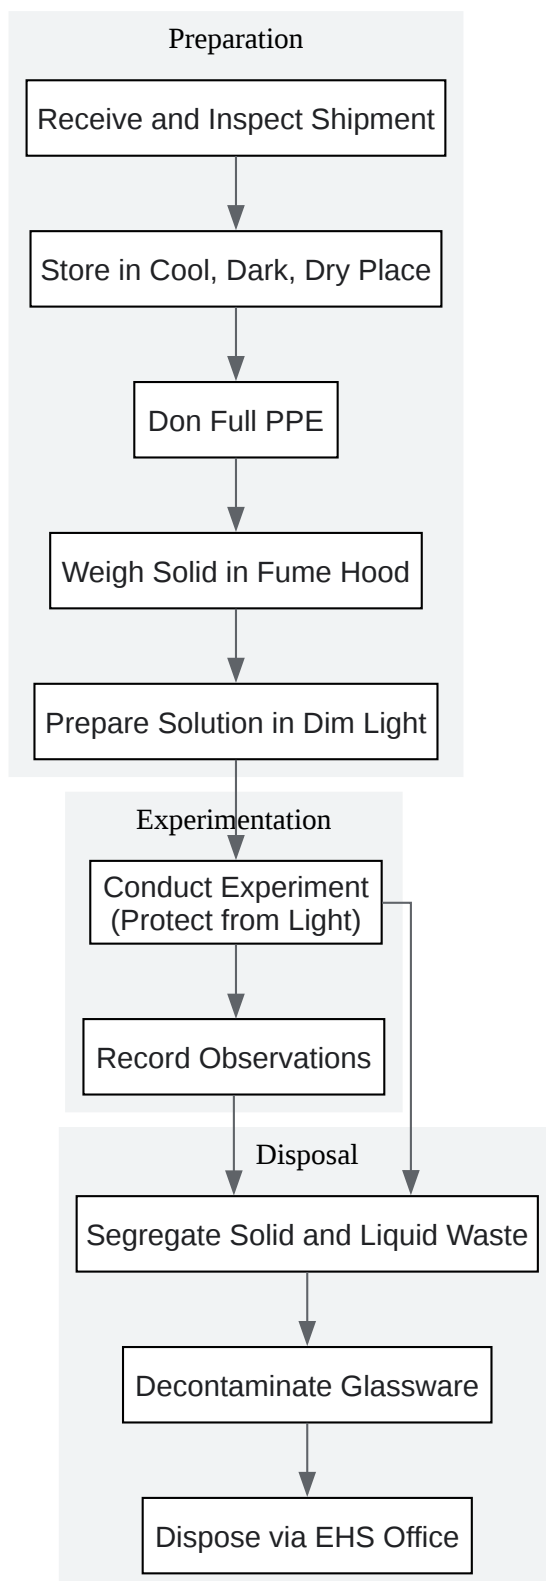 Preparation
Receive and Inspect Shipment
Store in Cool, Dark, Dry Place
Don Full PPE
Weigh Solid in Fume Hood
Prepare Solution in Dim Light
Experimentation
Conduct Experiment
(Protect from Light)
Record Observations
Disposal
Segregate Solid and Liquid Waste
Decontaminate Glassware
Dispose via EHS Office